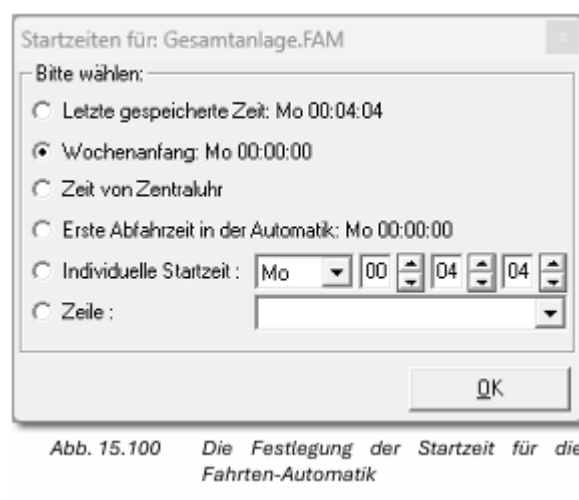 Startzeiten für: Gesamtanlage.FAM
Bitte wählen:
Letzte gespeicherte Zeit: Mo 00:04:04
Wochenanfang: Mo 00:00:00
Zeit von Zentraluhr
Erste Abfahrzeit in der Automatik: Mo 00:00:00
Individuelle Startzeit : Mo 00 04 04
Zeile :
OK
Abb. 15.100 Die Festlegung der Startzeit für die
Fahrten-Automatik